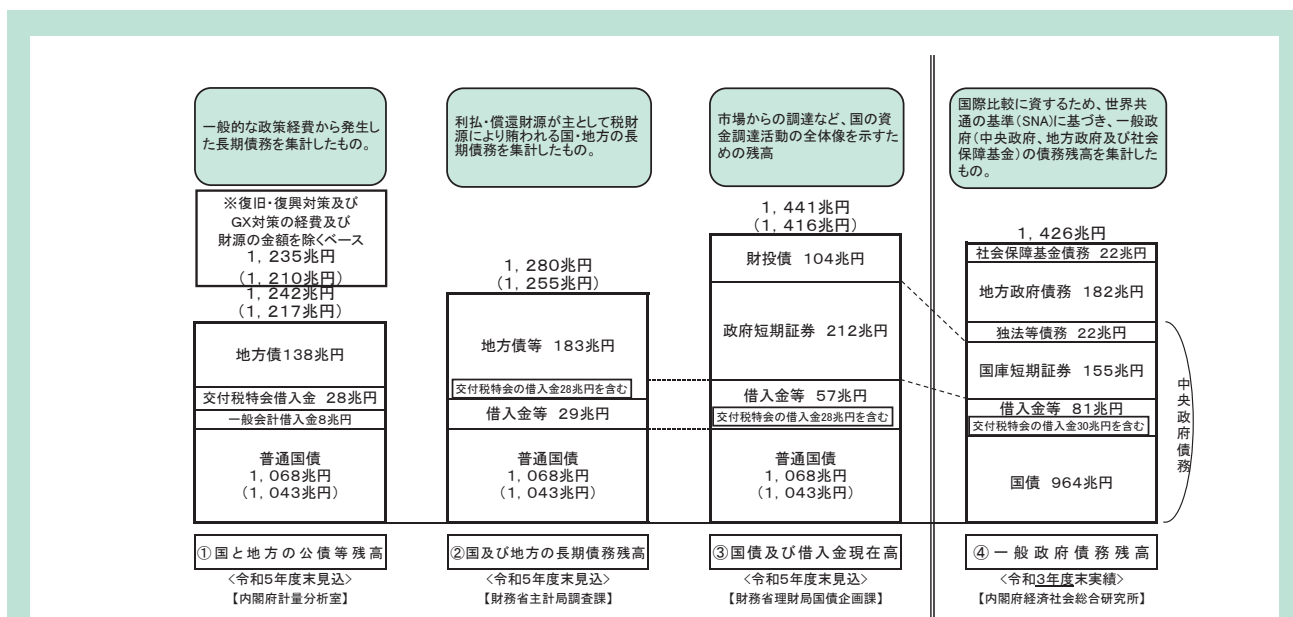 一般的な政策経費から発生し
た長期債務を集計したもの。
※復旧・復興対策及び
GX対策の経費及び
財源の金額を除くベース
1,235兆円
(1,210兆円)
1,242兆円
(1,217兆円)
地方債138兆円
交付税特会借入金 28兆円
一般会計借入金8兆円
普通国債
1,068兆円
(1,043兆円)
①国と地方の公債等残高
<令和5年度末見込>
【内閣府計量分析室】
利払・償還財源が主として税財
源により賄われる国・地方の長
期債務を集計したもの。
1,280兆円
(1,255兆円)
地方債等 183兆円
交付税特会の借入金28兆円を含む
借入金等 29兆円
普通国債
1,068兆円
(1,043兆円)
②国及び地方の長期債務残高
<令和5年度末見込>
【財務省主計局調査課】
市場からの調達など、国の資
金調達活動の全体像を示すた
めの残高
1,441兆円
(1,416兆円)
財投債 104兆円
政府短期証券 212兆円
借入金等 57兆円
交付税特会の借入金28兆円を含む
普通国債
1,068兆円
(1,043兆円)
③国債及び借入金現在高
<令和5年度末見込>
【財務省理財局国債企画課】
国際比較に資するため、世界共
通の基準(SNA)に基づき、一般政
府(中央政府、地方政府及び社会
保障基金)の債務残高を集計した
もの。
1,426兆円
社会保障基金債務 22兆円
地方政府債務 182兆円
独法等債務 22兆円
国庫短期証券 155兆円
借入金等 81兆円
交付税特会の借入金30兆円を含む
国債 964兆円
中央政府債務
④一般政府債務残高
<令和3年度末実績>
【内閣府経済社会総合研究所】